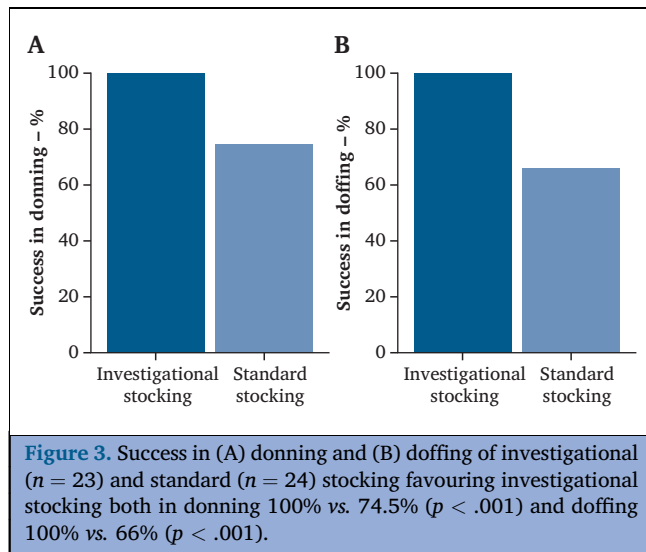 A
Success in donning – %
100
80
60
40
20
0
Investigational
stocking
Standard
stocking
B
Success in doffing – %
100
80
60
40
20
0
Investigational
stocking
Standard
stocking
Figure 3. Success in (A) donning and (B) doffing of investigational
(n = 23) and standard (n = 24) stocking favouring investigational
stocking both in donning 100% vs. 74.5% (p < .001) and doffing
100% vs. 66% (p < .001).